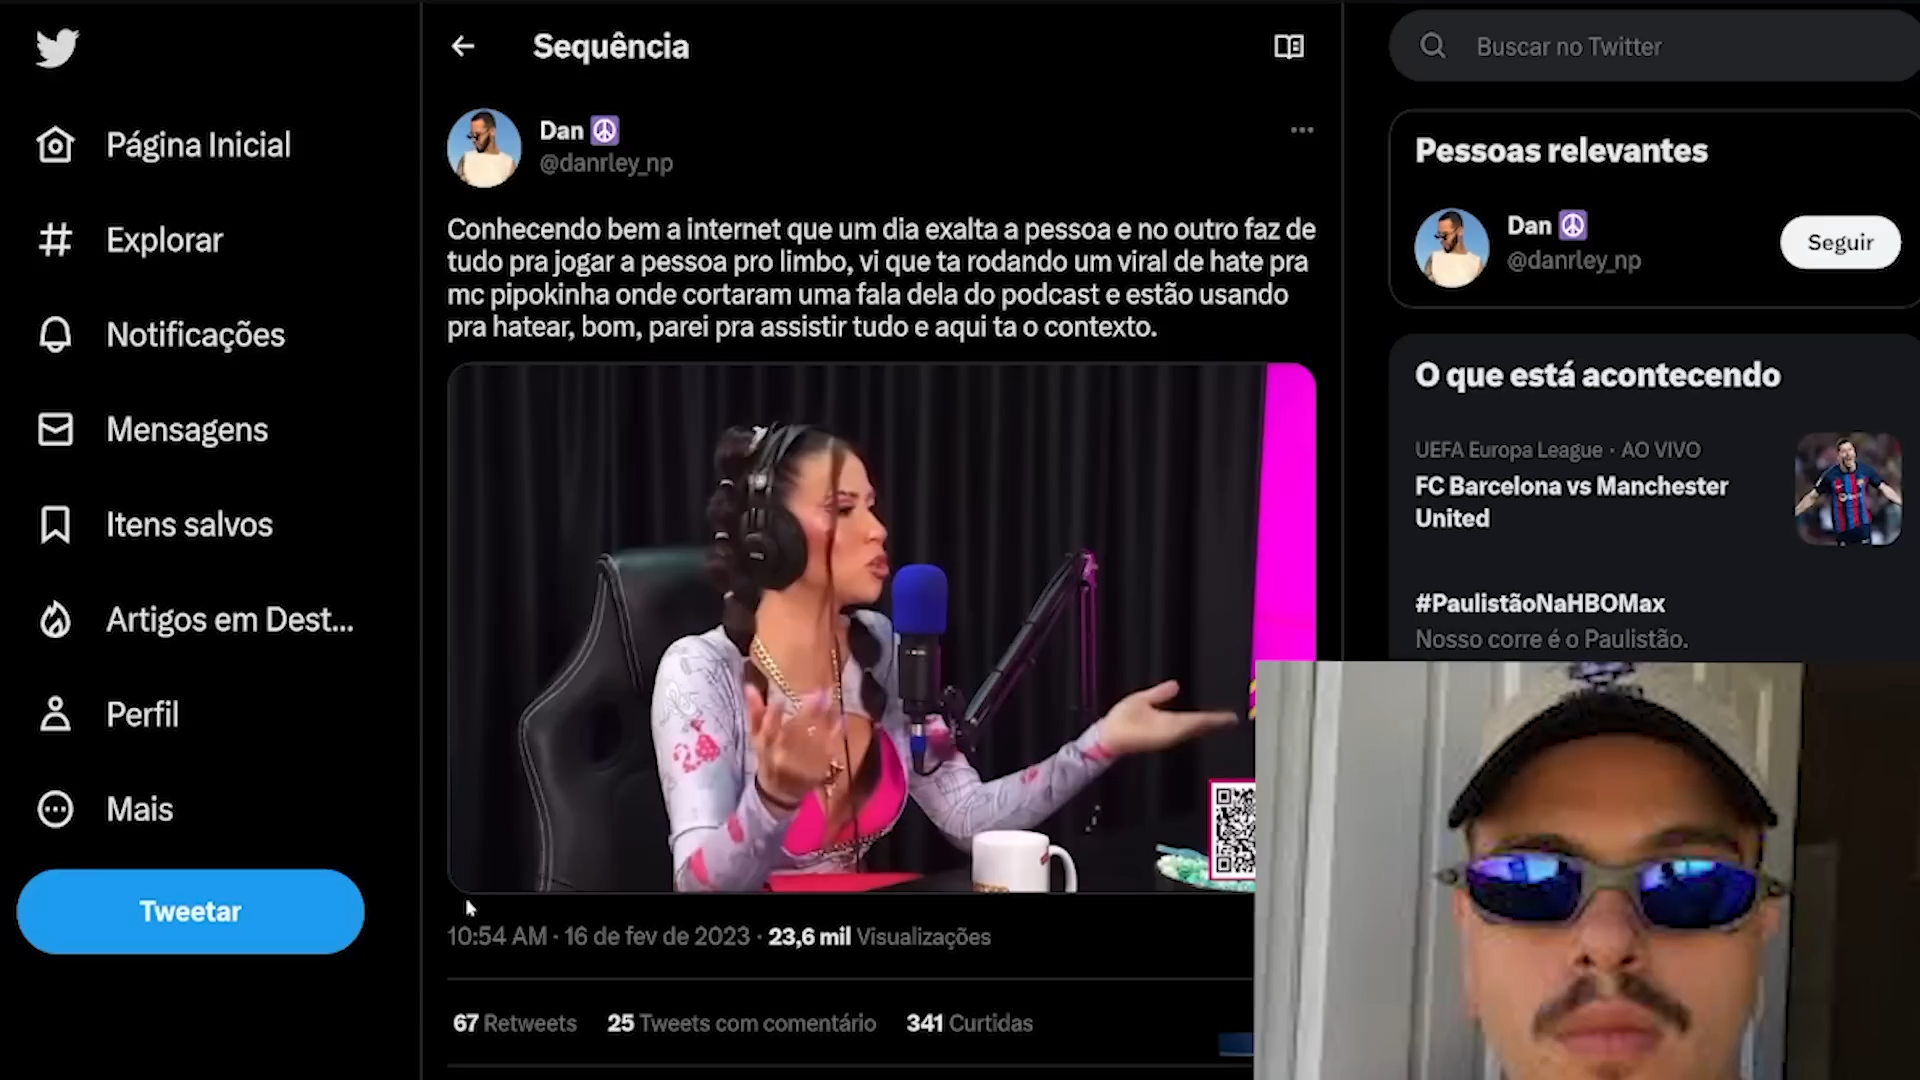 Página Inicial
Explorar
Notificações
Mensagens
Itens salvos
Artigos em Dest...
Perfil
Mais
Tweetar
Sequência
Dan
@danrley_np
Conhecendo bem a internet que um dia exalta a pessoa e no outro faz de
tudo pra jogar a pessoa pro limbo, vi que ta rodando um viral de hate pra
mc pipokinha onde cortaram uma fala dela do podcast e estão usando
pra hatear, bom, parei pra assistir tudo e aqui ta o contexto.
10:54 AM · 16 de fev de 2023 · 23,6 mil Visualizações
67 Retweets 25 Tweets com comentário 341 Curtidas
Buscar no Twitter
Pessoas relevantes
Dan
@danrley_np
Seguir
O que está acontecendo
UEFA Europa League · AO VIVO
FC Barcelona vs Manchester
United
#PaulistãoNaHBOMax
Nosso corre é o Paulistão.